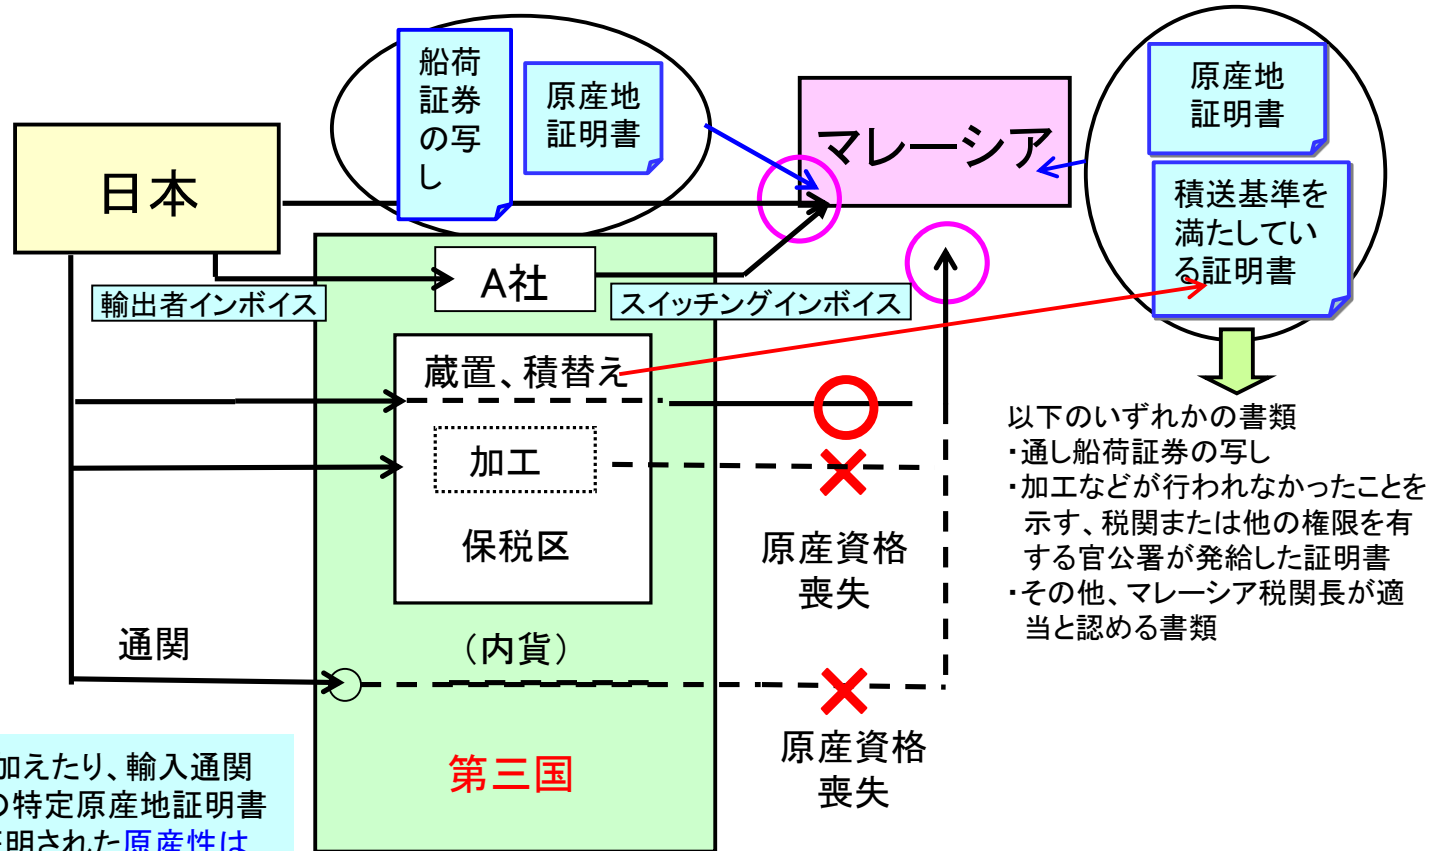 船荷
証券
の写
し
原産地
証明書
日本
マレーシア
原産地
証明書
積送基準を
満たしてい
る証明書
A社
輸出者インボイス
スイッチングインボイス
蔵置、積替え
加工
保税区
原産資格
喪失
以下のいずれかの書類
・通し船荷証券の写し
・加工などが行われなかったことを
示す、税関または他の権限を有
する官公署が発給した証明書
・その他、マレーシア税関長が適
当と認める書類
通関
（内貨）
原産資格
喪失
第三国
加えたり、輸入通関
の特定原産地証明書
証明された原産性は